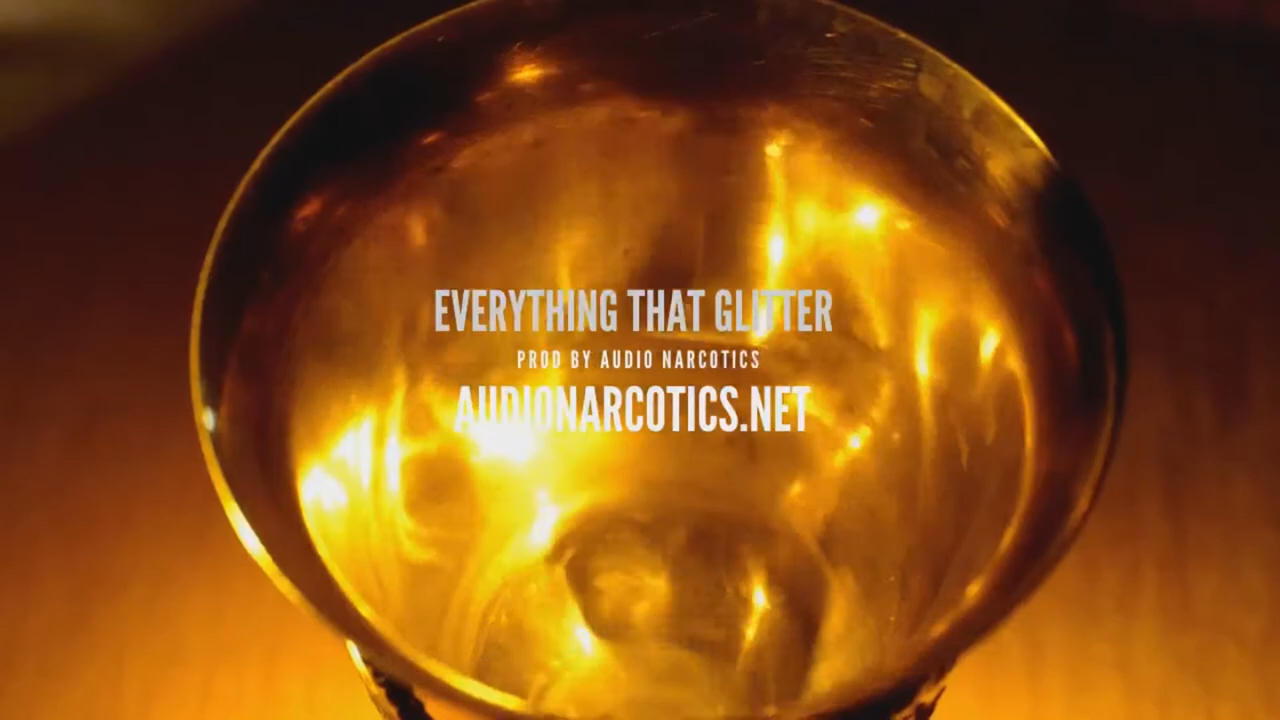 EVERYTHING THAT GLITTER
PROD BY AUDIO NARCOTICS
AUDIONARCOTICS.NET